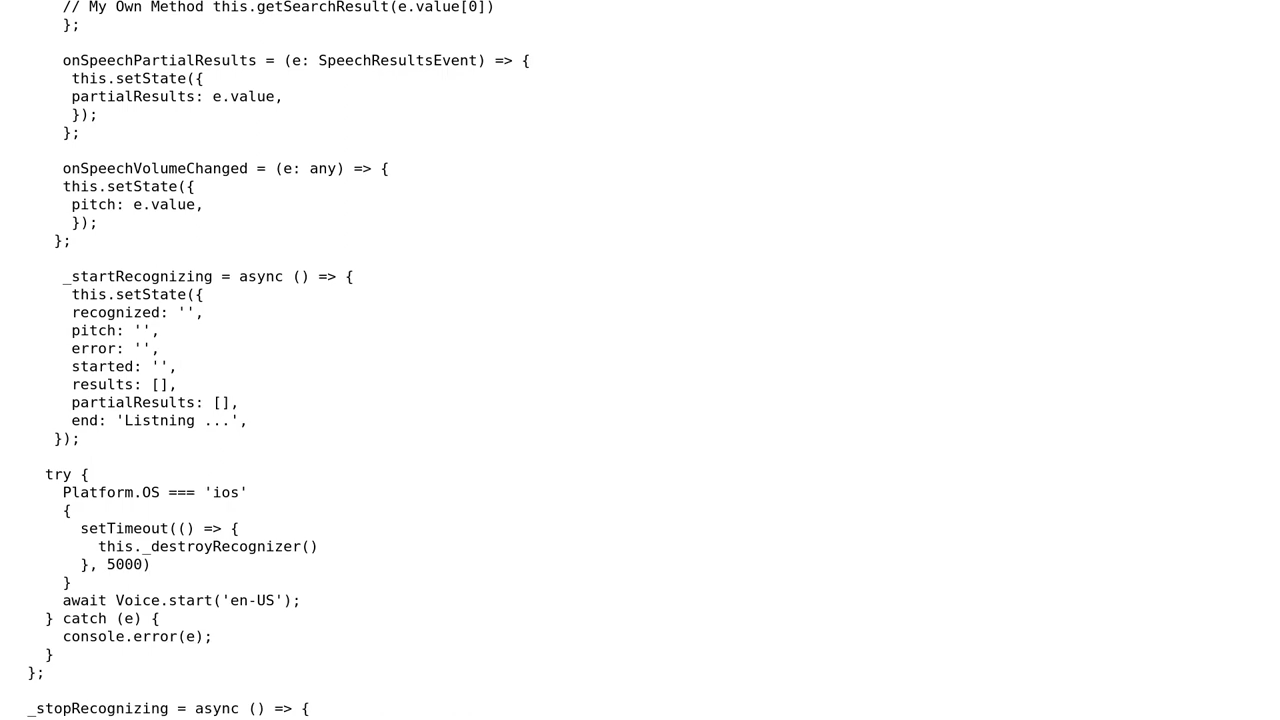 // My Own Method this.getSearchResult(e.value[0])
};
onSpeechPartialResults = (e: SpeechResultsEvent) => {
this.setState({
partialResults: e.value,
});
};
onSpeechVolumeChanged = (e: any) => {
this.setState({
pitch: e.value,
});
};
_startRecognizing = async () => {
this.setState({
recognized: '',
pitch: '',
error: '',
started: '',
results: [],
partialResults: [],
end: 'Listning ...',
});
try {
Platform.OS === 'ios'
{
setTimeout(() => {
this._destroyRecognizer()
}, 5000)
}
await Voice.start('en-US');
} catch (e) {
console.error(e);
}
};
_stopRecognizing = async () => {